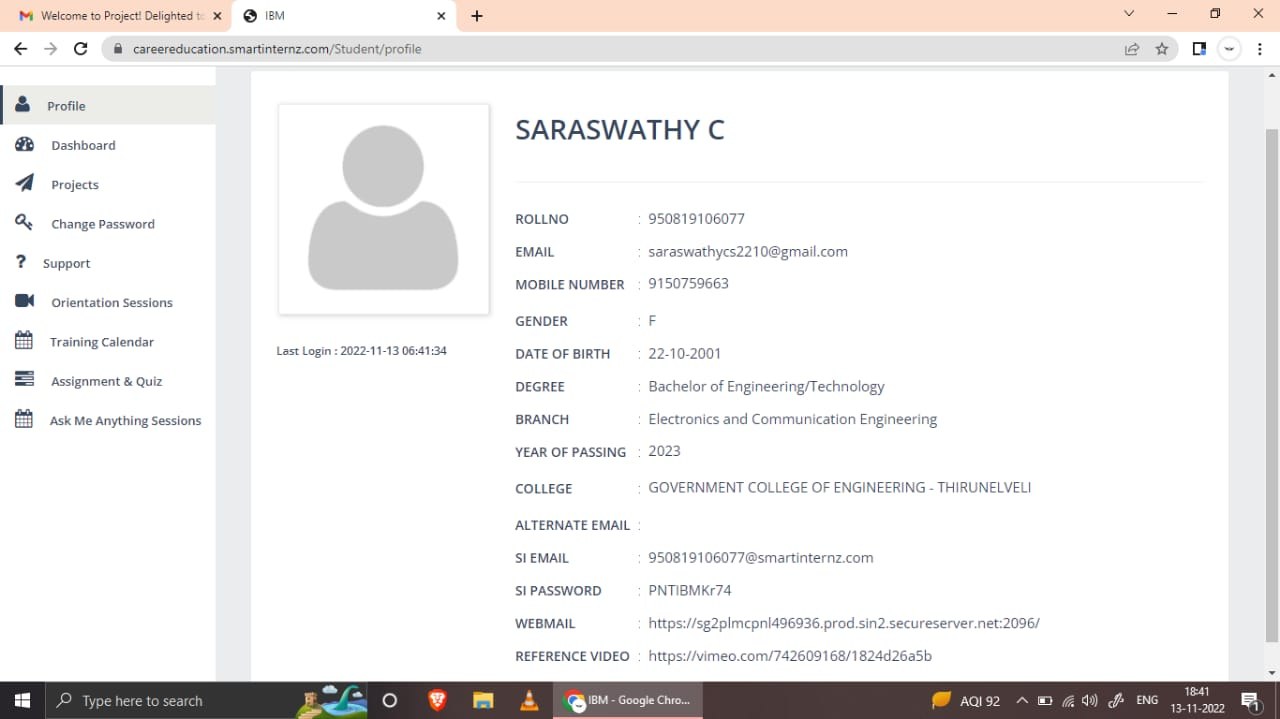 Welcome to Project! Delighted to
IBM
careereducation.smartinternz.com/Student/profile
Profile
Dashboard
Projects
Change Password
? Support
Orientation Sessions
Training Calendar
Assignment & Quiz
Ask Me Anything Sessions
Last Login : 2022-11-13 06:41:34
SARASWATHY C
ROLLNO : 950819106077
EMAIL : saraswathycs2210@gmail.com
MOBILE NUMBER : 9150759663
GENDER : F
DATE OF BIRTH : 22-10-2001
DEGREE : Bachelor of Engineering/Technology
BRANCH : Electronics and Communication Engineering
YEAR OF PASSING : 2023
COLLEGE : GOVERNMENT COLLEGE OF ENGINEERING - THIRUNELVELI
ALTERNATE EMAIL :
SI EMAIL : 950819106077@smartinternz.com
SI PASSWORD : PNTIBMKr74
WEBMAIL : https://sg2plmcpnl496936.prod.sin2.secureserver.net:2096/
REFERENCE VIDEO : https://vimeo.com/742609168/1824d26a5b
Type here to search
IBM - Google Chro...
AQI 92
ENG
18:41
13-11-2022
1